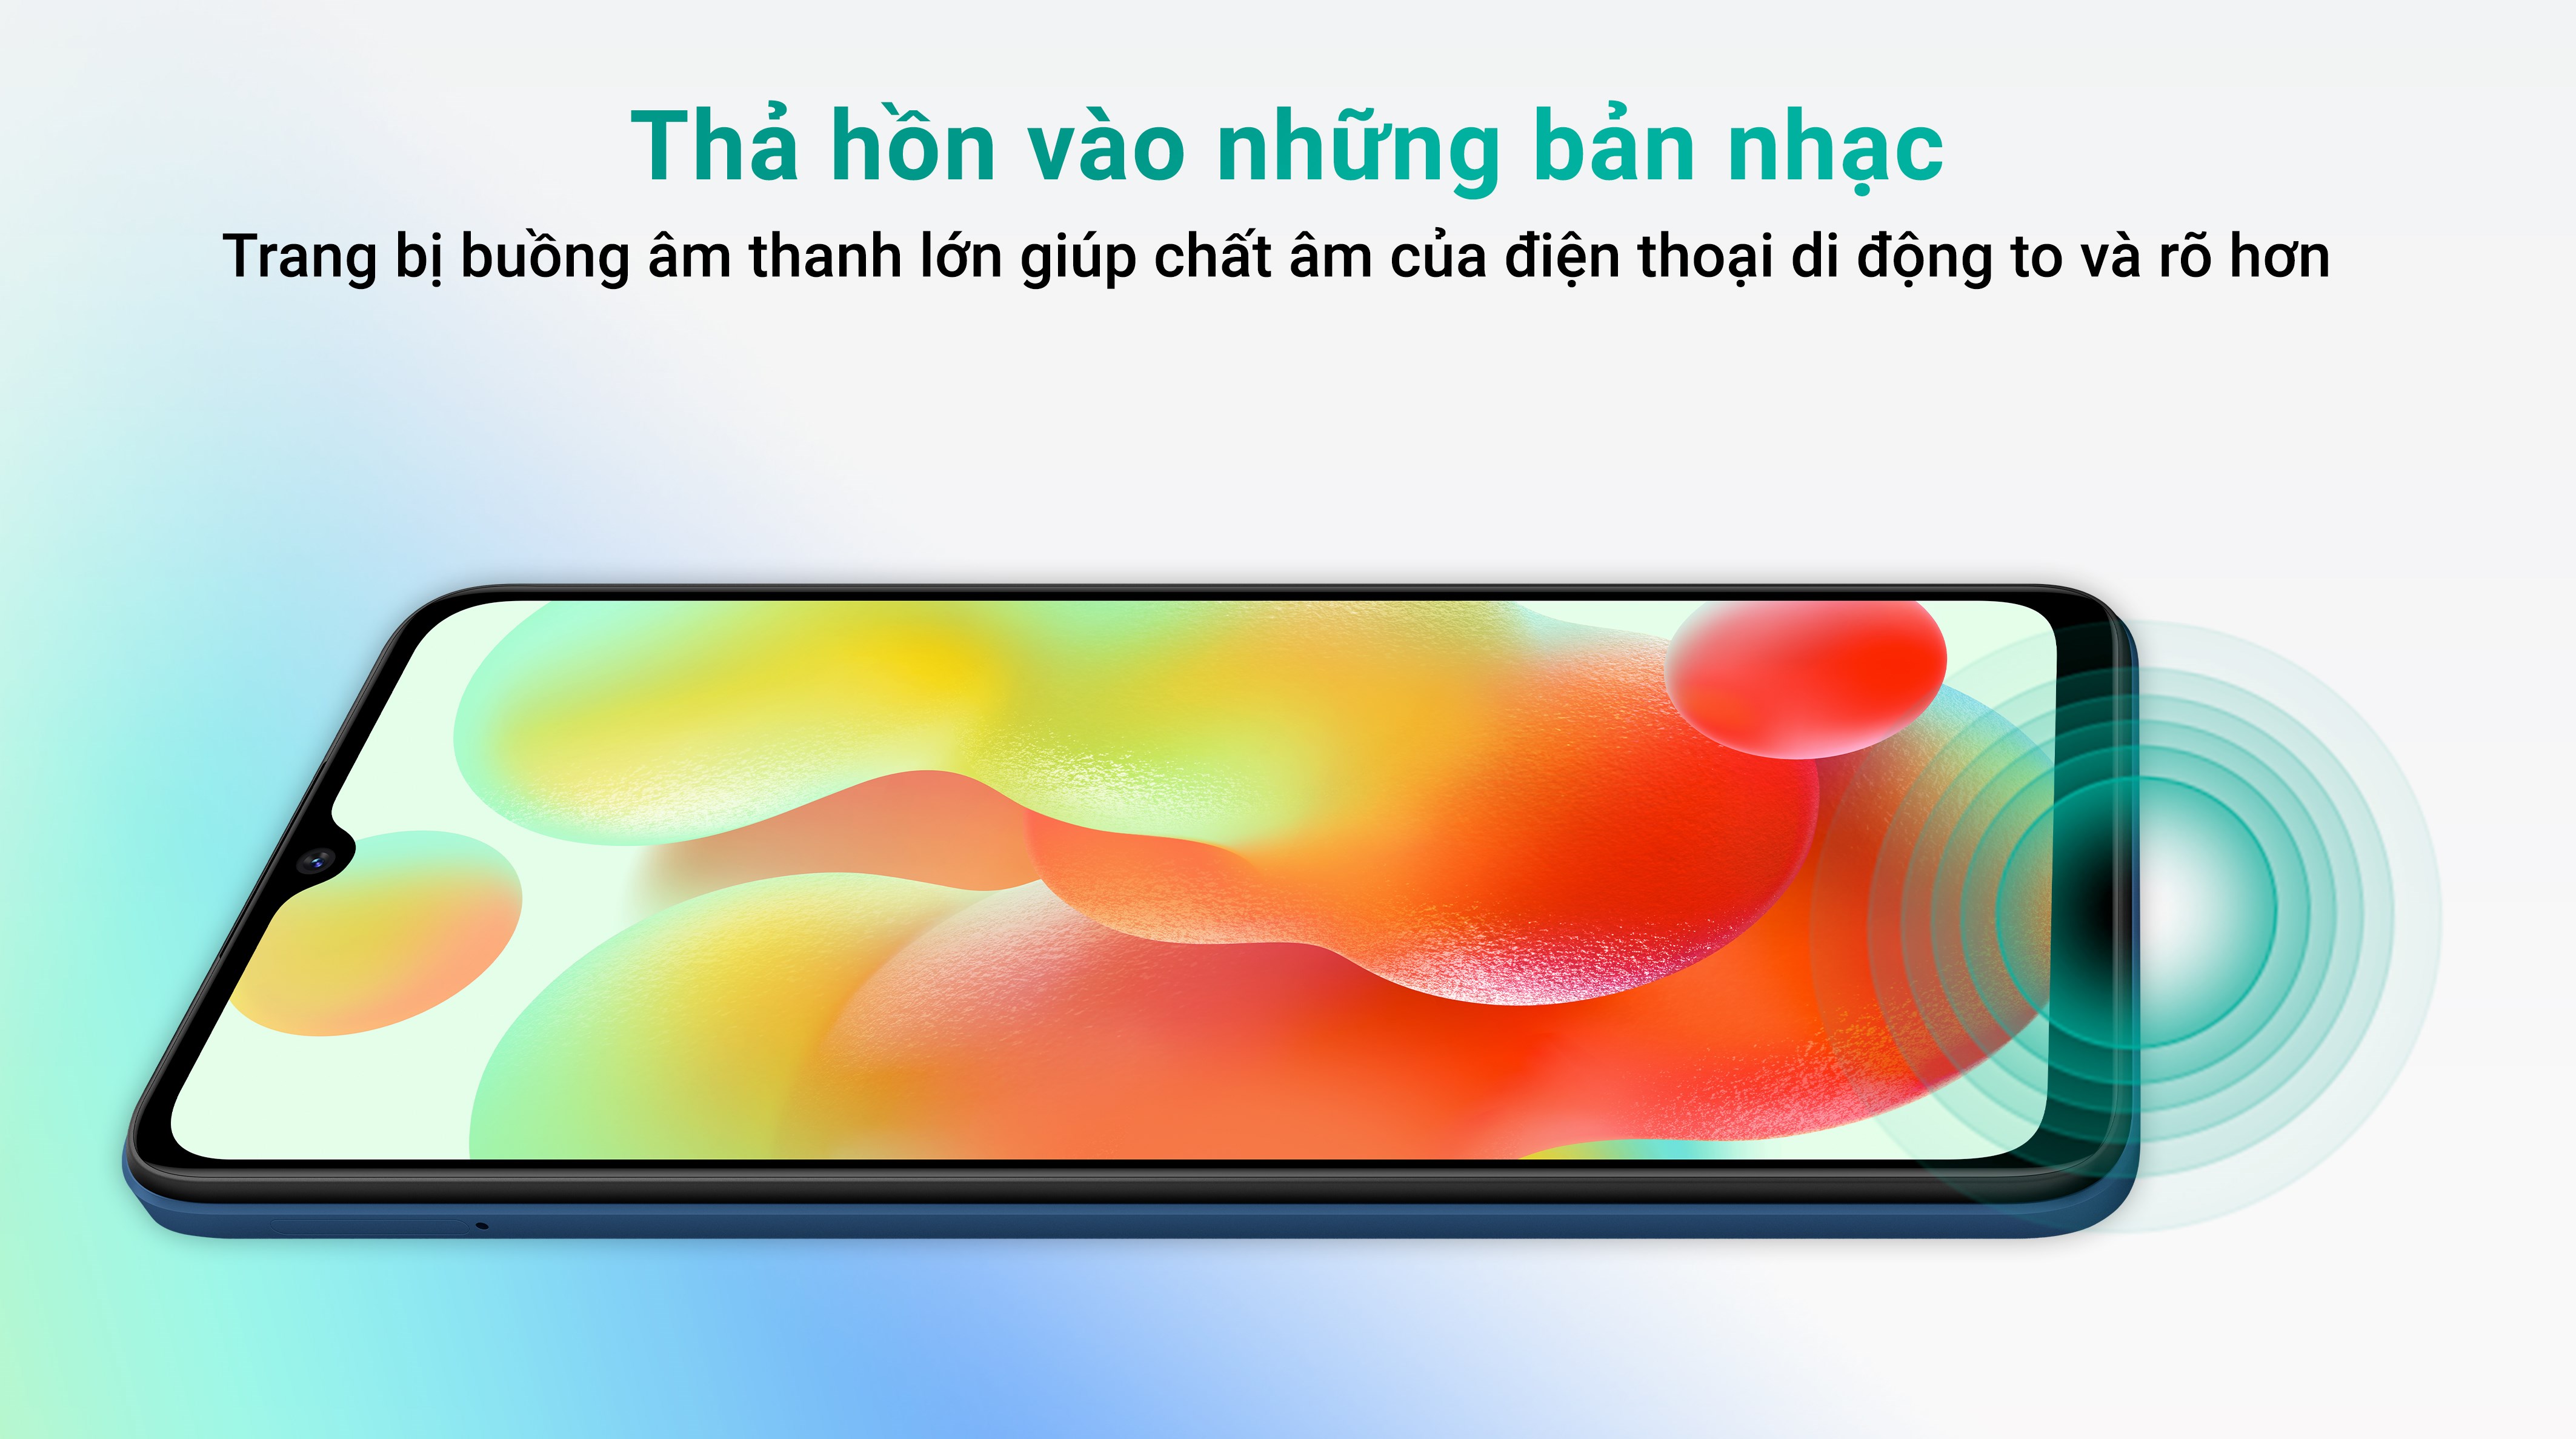 Thả hồn vào những bản nhạc
Trang bị buồng âm thanh lớn giúp chất âm của điện thoại di động to và rõ hơn